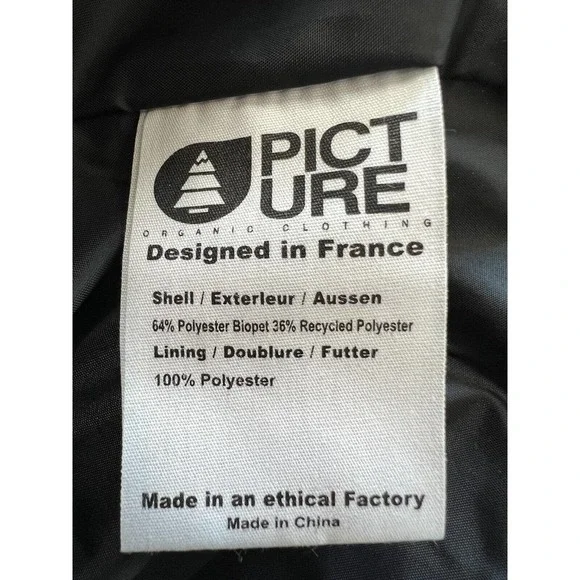 PICT
URE
ORGANIC CLOTHING
Designed in France
Shell / Exterieur / Aussen
64% Polyester Biopet 36% Recycled Polyester
Lining / Doublure / Futter
100% Polyester
Made in an ethical Factory
Made in China